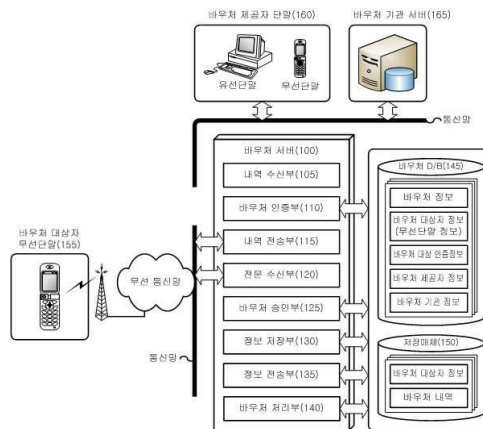 바우처 제공자 단말(160)
유선단말
무선단말
바우처 기관 서버(165)
통신망
바우처 서버(100)
내역 수신부(105)
바우처 인증부(110)
내역 전송부(115)
전문 수신부(120)
바우처 승인부(125)
정보 저장부(130)
정보 전송부(135)
바우처 처리부(140)
바우처 대상자
무선단말(155)
무선 통신망
통신망
바우처 D/B(145)
바우처 정보
바우처 대상자 정보
(무선단말 정보)
바우처 대상 인증정보
바우처 제공자 정보
바우처 기관 정보
저장매체(150)
바우처 대상자 정보
바우처 내역